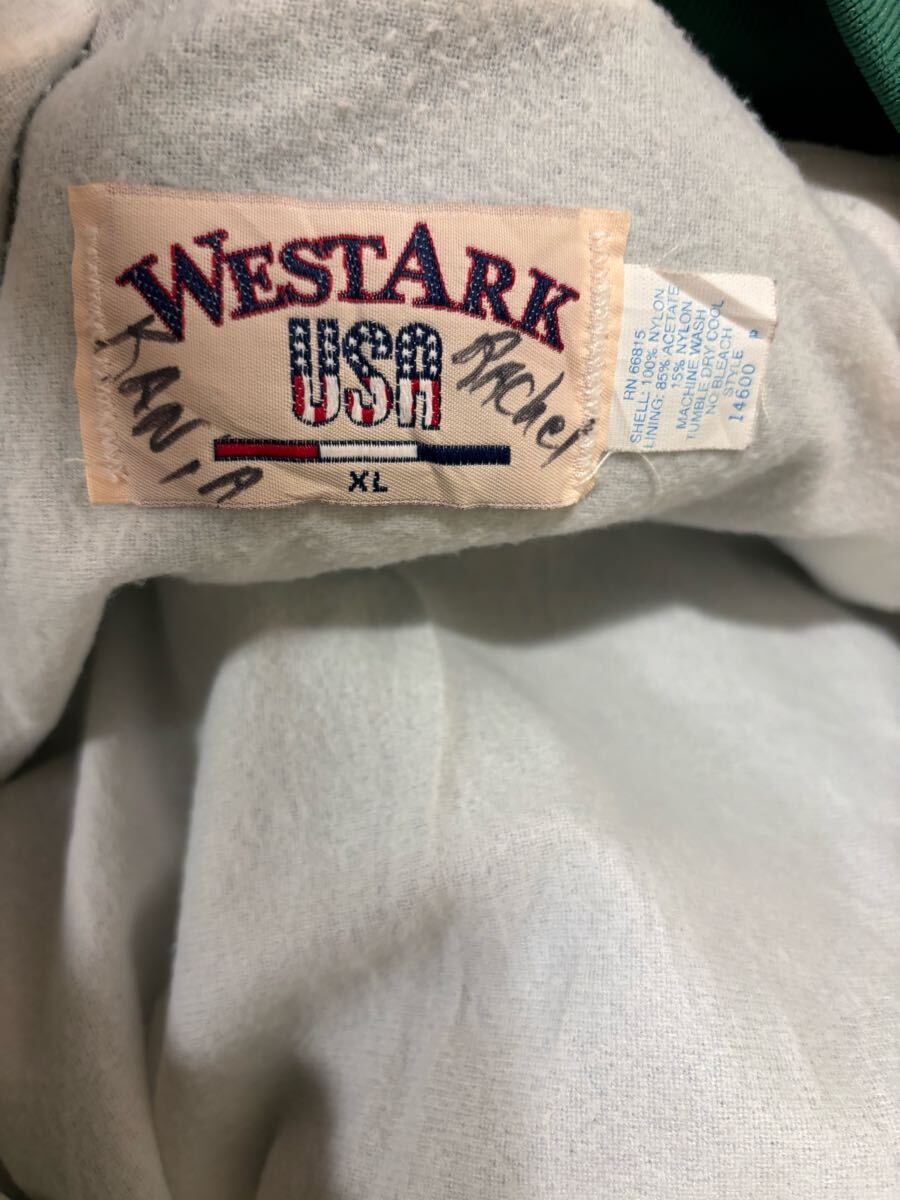 WESTARK
USA
XL
KANIA
RAchel
RN 66815
SHELL: 100% NYLON
LINING: 85% ACETATE
15% NYLON
MACHINE WASH
TUMBLE DRY COOL
NO BLEACH
STYLE
14600 P